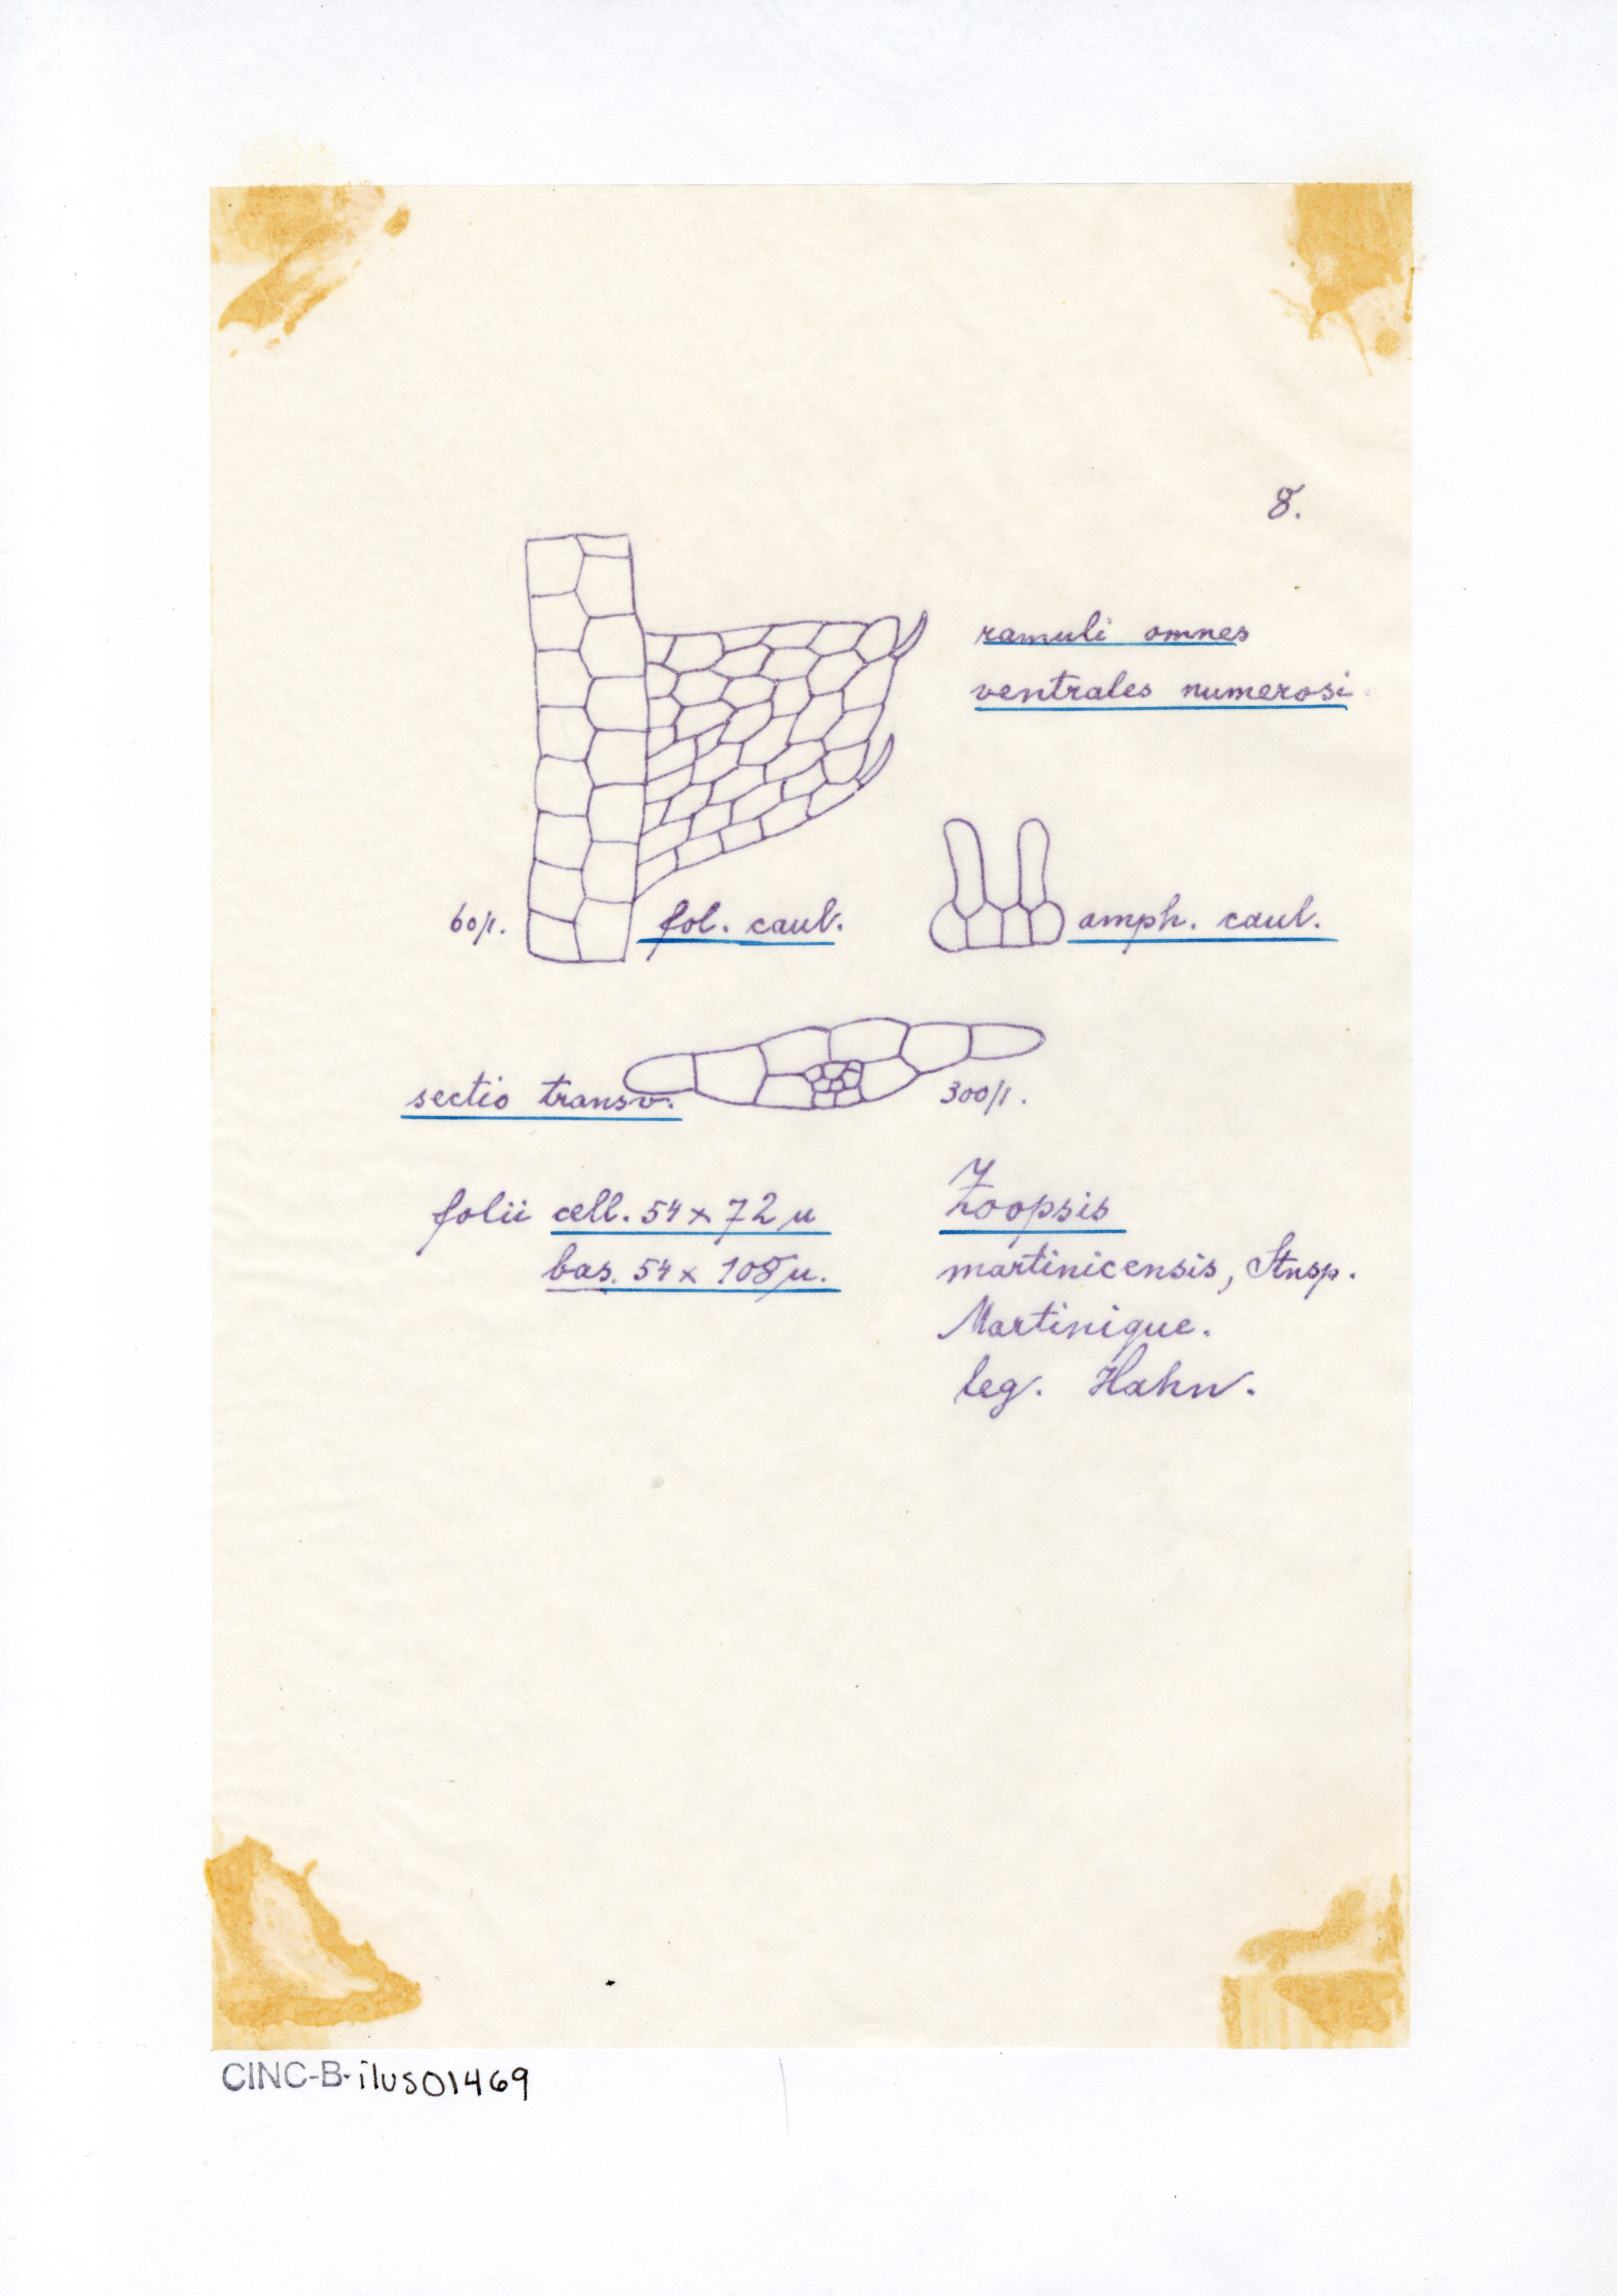 8.
ramuli omnes
ventrales numerosi
60/1. fol. caul. amph. caul.
sectio transv. 300/1.
folii cell. 54 x 72 µ
bas. 54 x 108 µ.
Zoopsis
martinicensis, Stnsp.
Martinique.
leg. Hahn.
CINC-B-ilus01469